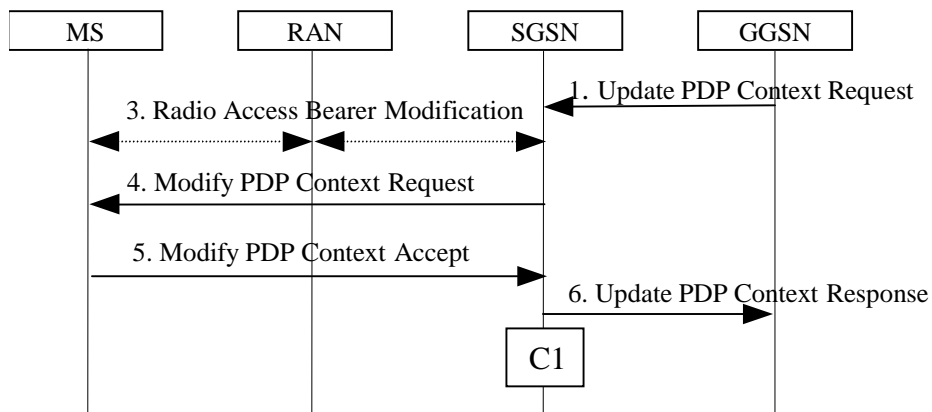 MS
RAN
SGSN
GGSN
1. Update PDP Context Request
3. Radio Access Bearer Modification
4. Modify PDP Context Request
5. Modify PDP Context Accept
6. Update PDP Context Response
C1